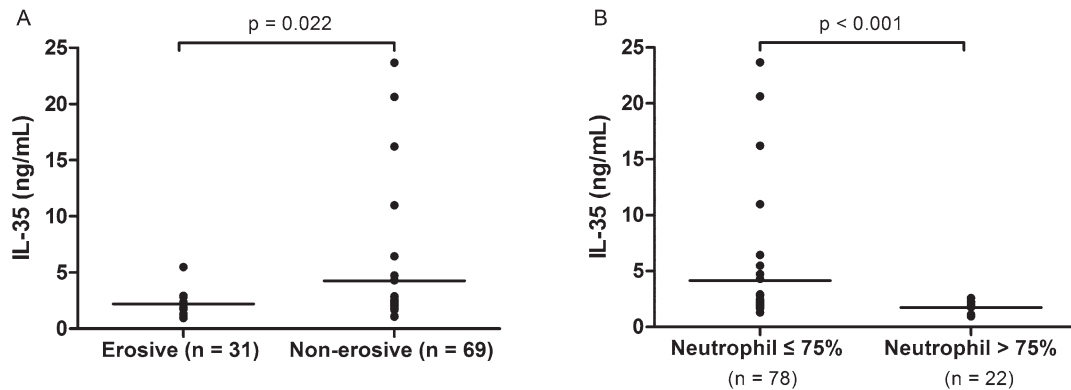 A
p = 0.022
25
20
15
10
5
0
IL-35 (ng/mL)
Erosive (n = 31)
Non-erosive (n = 69)
B
p < 0.001
25
20
15
10
5
0
IL-35 (ng/mL)
Neutrophil ≤ 75%
(n = 78)
Neutrophil > 75%
(n = 22)